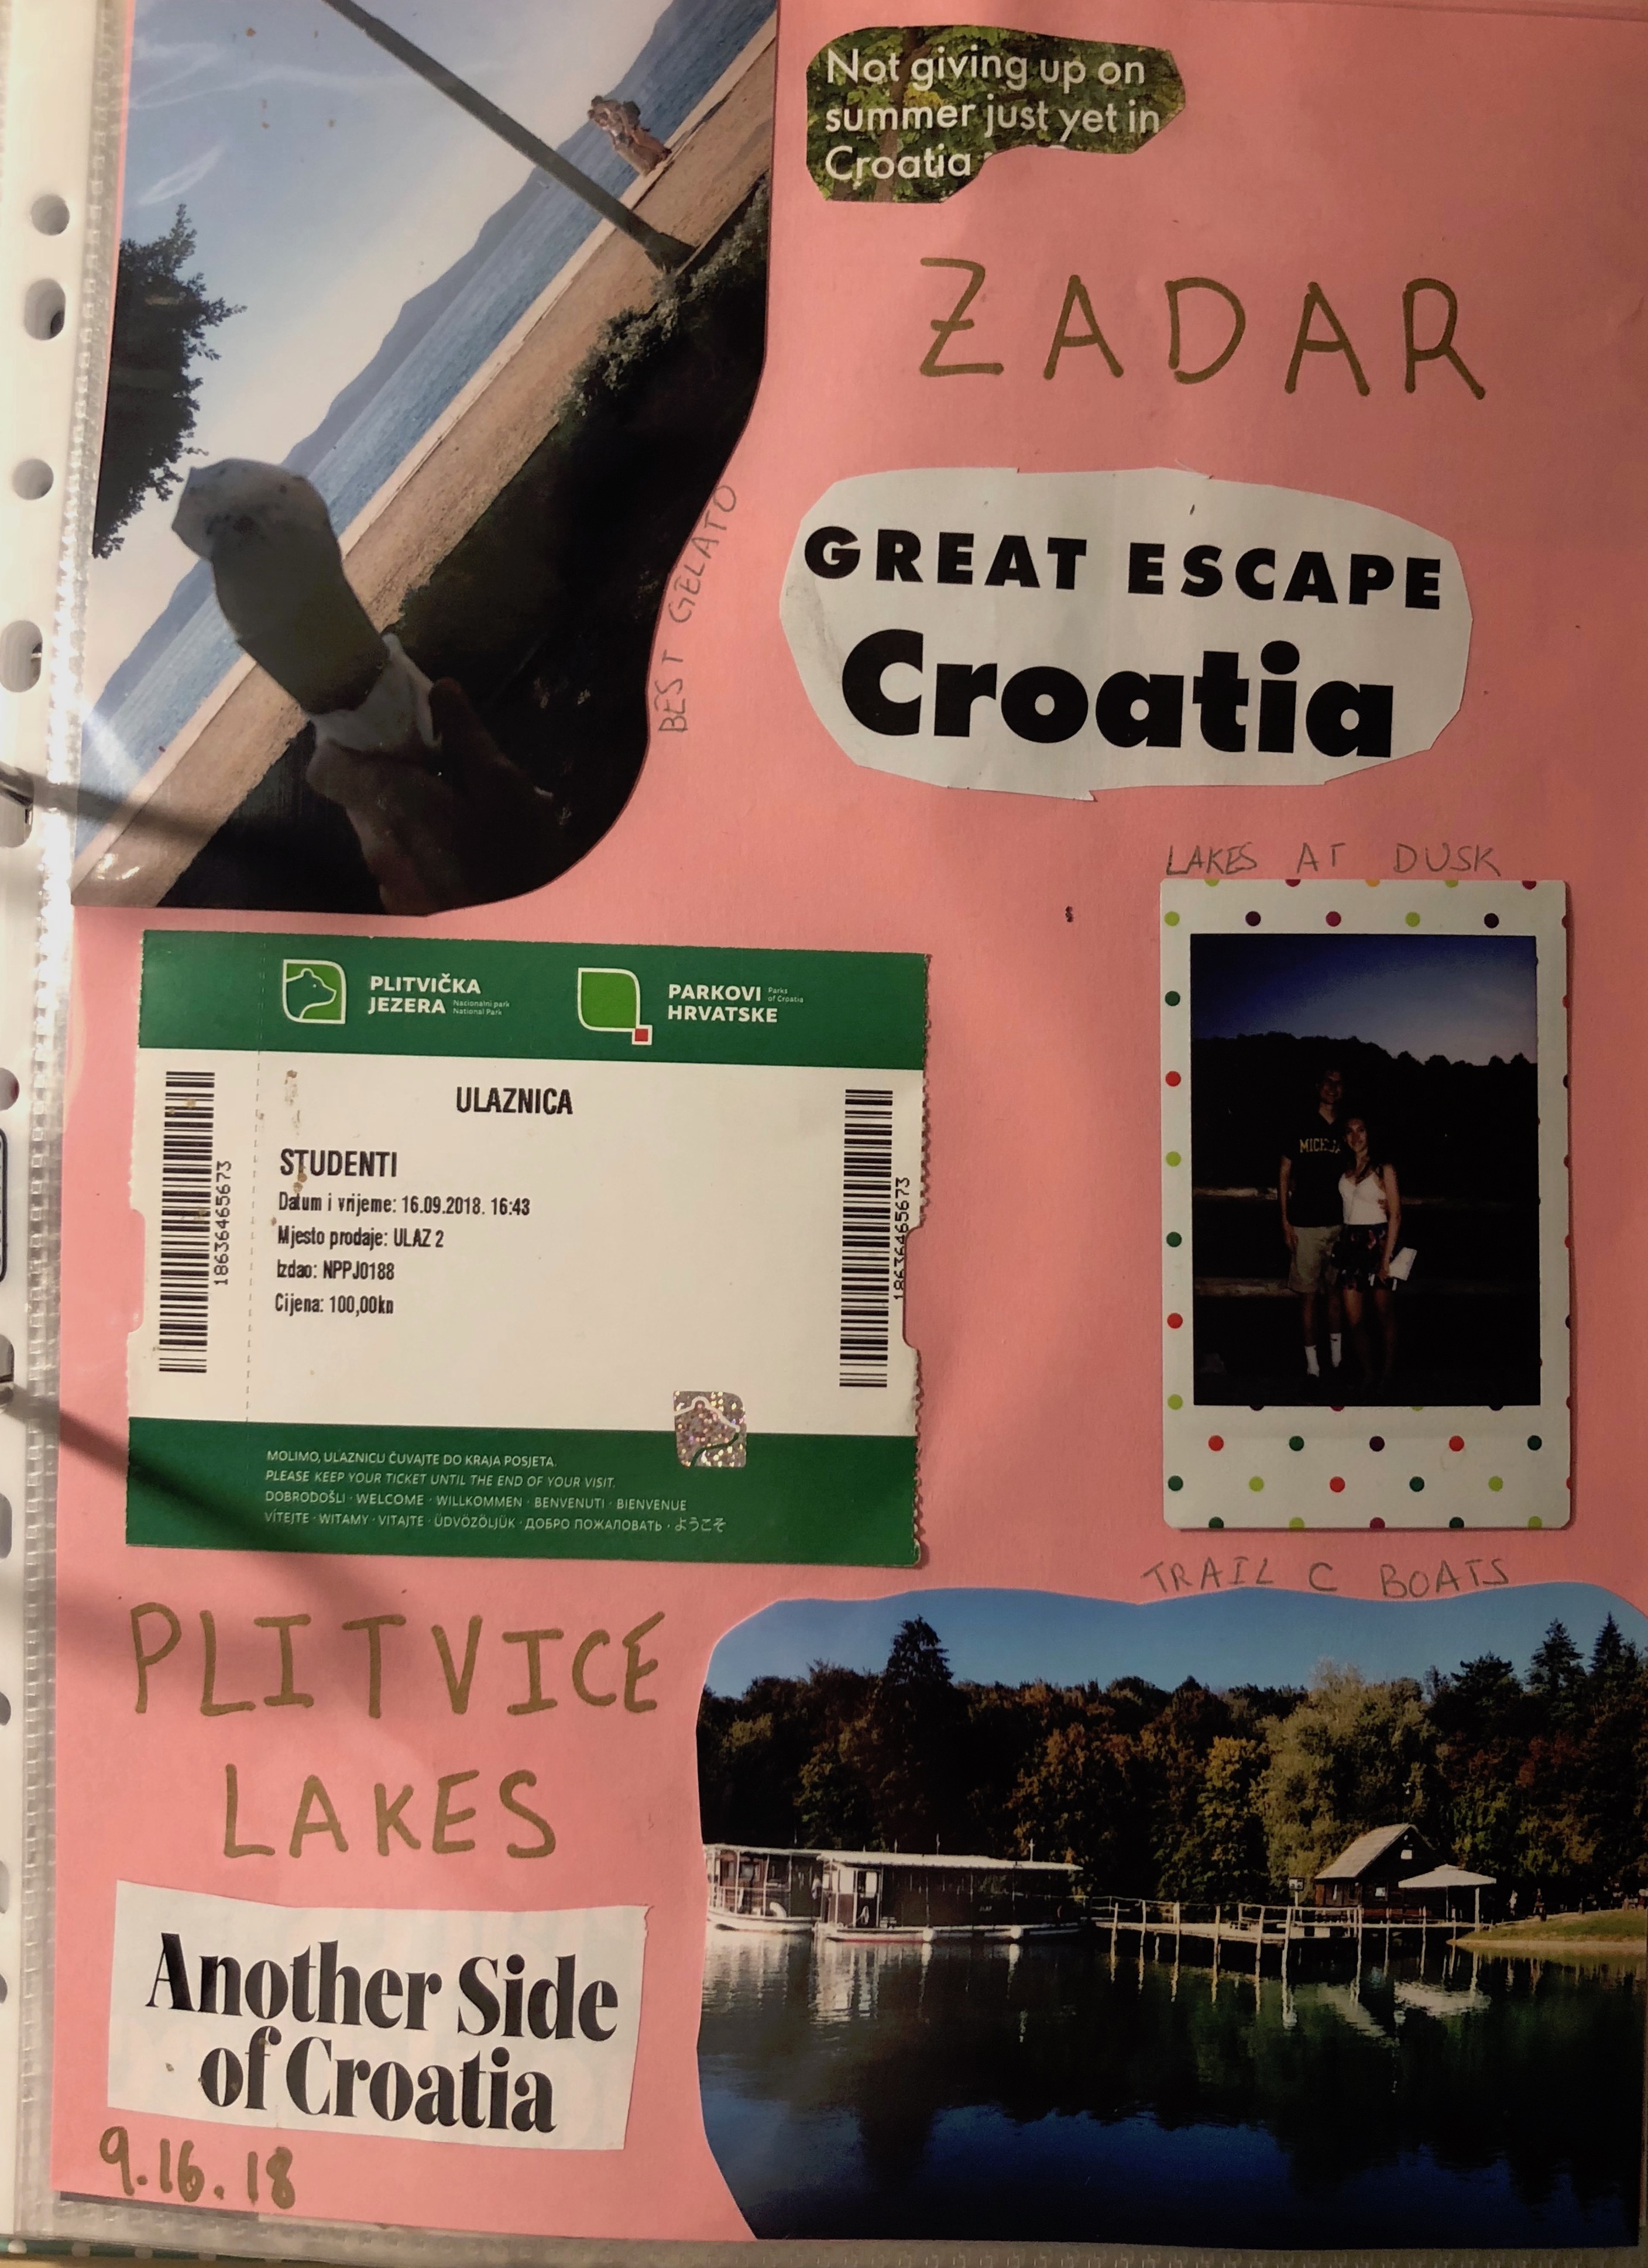 Not giving up on
summer just yet in
Croatia
ZADAR
BEST GELATO
GREAT ESCAPE
Croatia
LAKES AT DUSK
PLITVIČKA
JEZERA
Nacionalni park
National Park
PARKOVI
HRVATSKE
Parks
of Croatia
ULAZNICA
STUDENTI
Datum i vrijeme: 16.09.2018. 16:43
Mjesto prodaje: ULAZ 2
Izdao: NPPJ0188
Cijena: 100,00kn
18636465673
18636465673
MOLIMO, ULAZNICU ČUVAJTE DO KRAJA POSJETA.
PLEASE KEEP YOUR TICKET UNTIL THE END OF YOUR VISIT.
DOBRODOŠLI · WELCOME · WILLKOMMEN · BENVENUTI · BIENVENUE
VÍTEJTE · WITAMY · VITAJTE · ÜDVÖZÖLJÜK · ДОБРО ПОЖАЛОВАТЬ · ようこそ
TRAIL C BOATS
PLITVICE
LAKES
Another Side
of Croatia
9.16.18